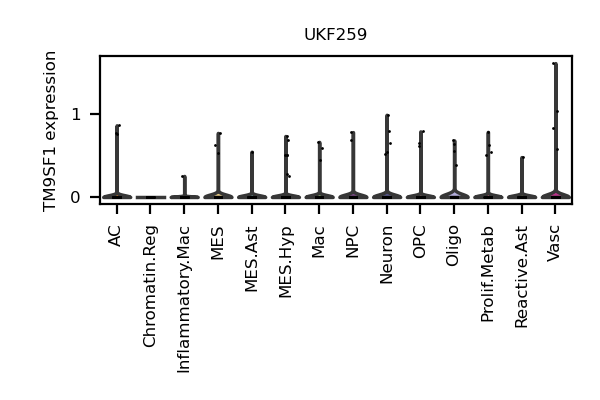 UKF259
TM9SF1 expression
1
0
AC
Chromatin.Reg
Inflammatory.Mac
MES
MES.Ast
MES.Hyp
Mac
NPC
Neuron
OPC
Oligo
Prolif.Metab
Reactive.Ast
Vasc